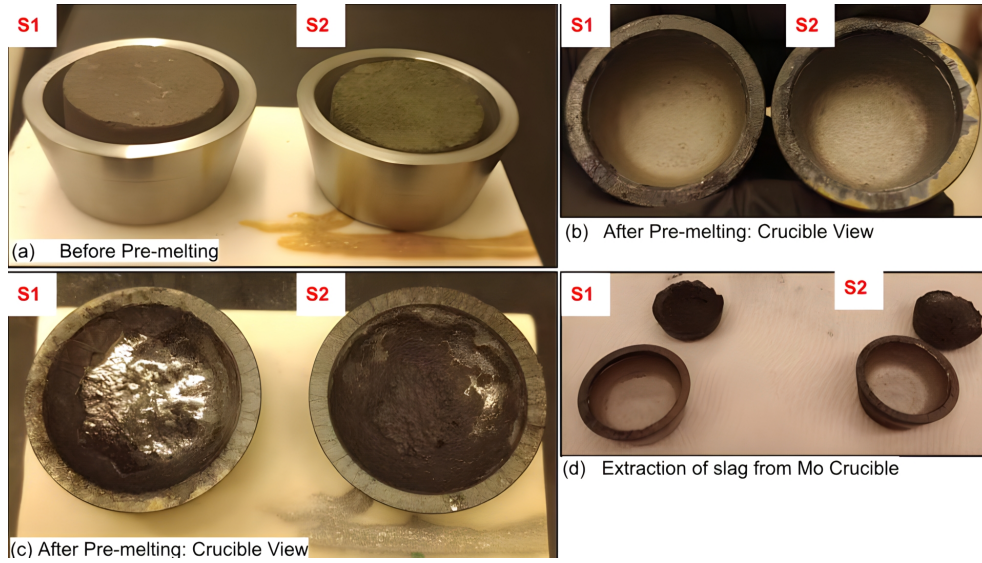 S1
S2
(a) Before Pre-melting
S1
S2
(b) After Pre-melting: Crucible View
S1
S2
(c) After Pre-melting: Crucible View
S1
S2
(d) Extraction of slag from Mo Crucible